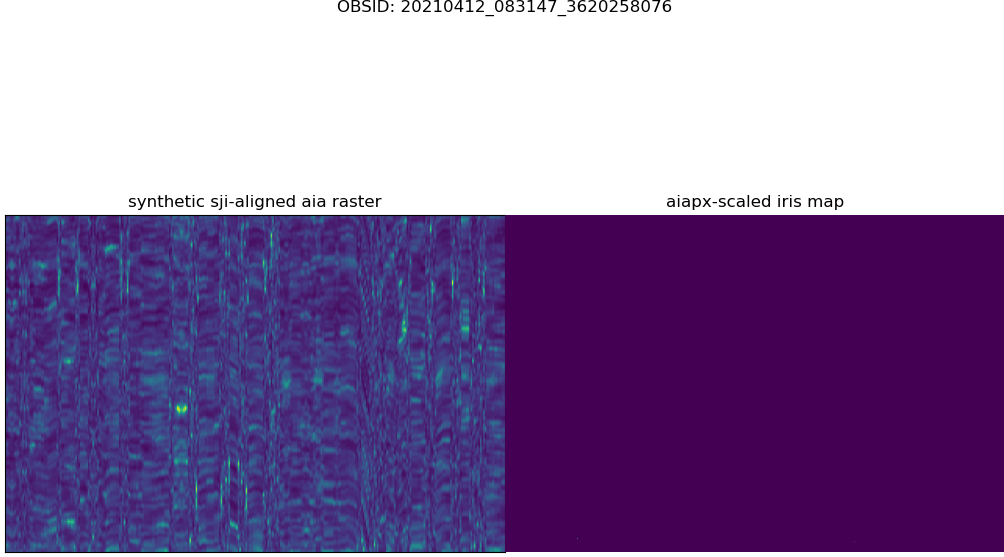 OBSID: 20210412_083147_3620258076
synthetic sji-aligned aia raster
aiapx-scaled iris map